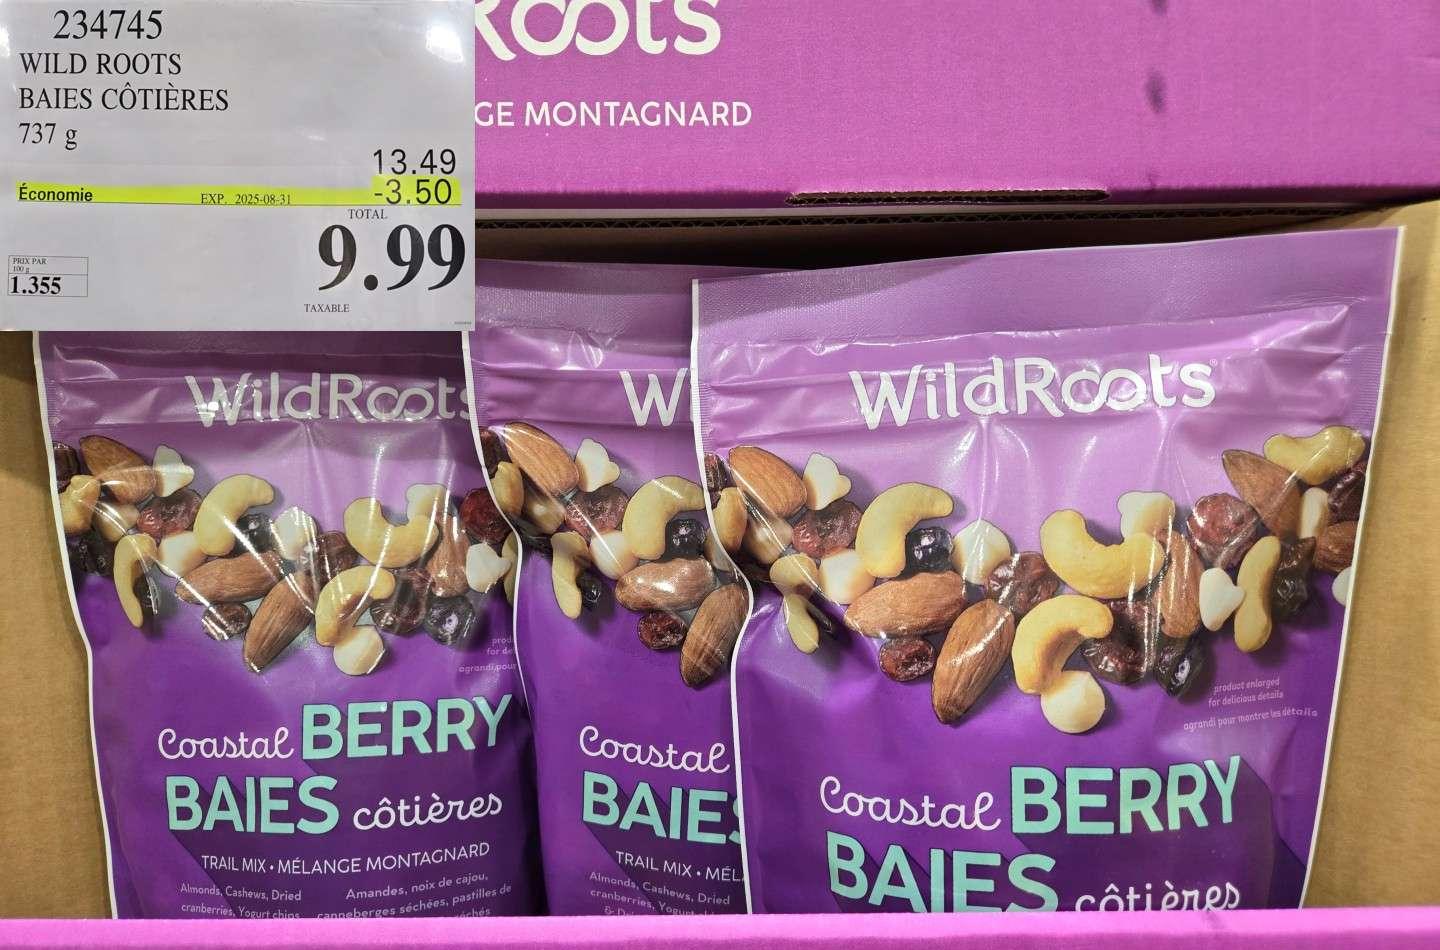 234745
WILD ROOTS
BAIES CÔTIÈRES
737 g
13.49
Économie EXP. 2025-08-31 -3.50
TOTAL
9.99
PRIX PAR
100 g
1.355
TAXABLE
Roots
GE MONTAGNARD
WildRoots
Coastal BERRY
BAIES côtières
TRAIL MIX • MÉLANGE MONTAGNARD
Almonds, Cashews, Dried
cranberries, Yogurt chips
Amandes, noix de cajou,
canneberges séchées, pastilles de
Coastal
BAIES
TRAIL MIX • MÉL
Almonds, Cashews, Dried
cranberries,
WildRoots
product enlarged
for delicious details
agrandi pour montrer les détails
Coastal BERRY
BAIES côtières